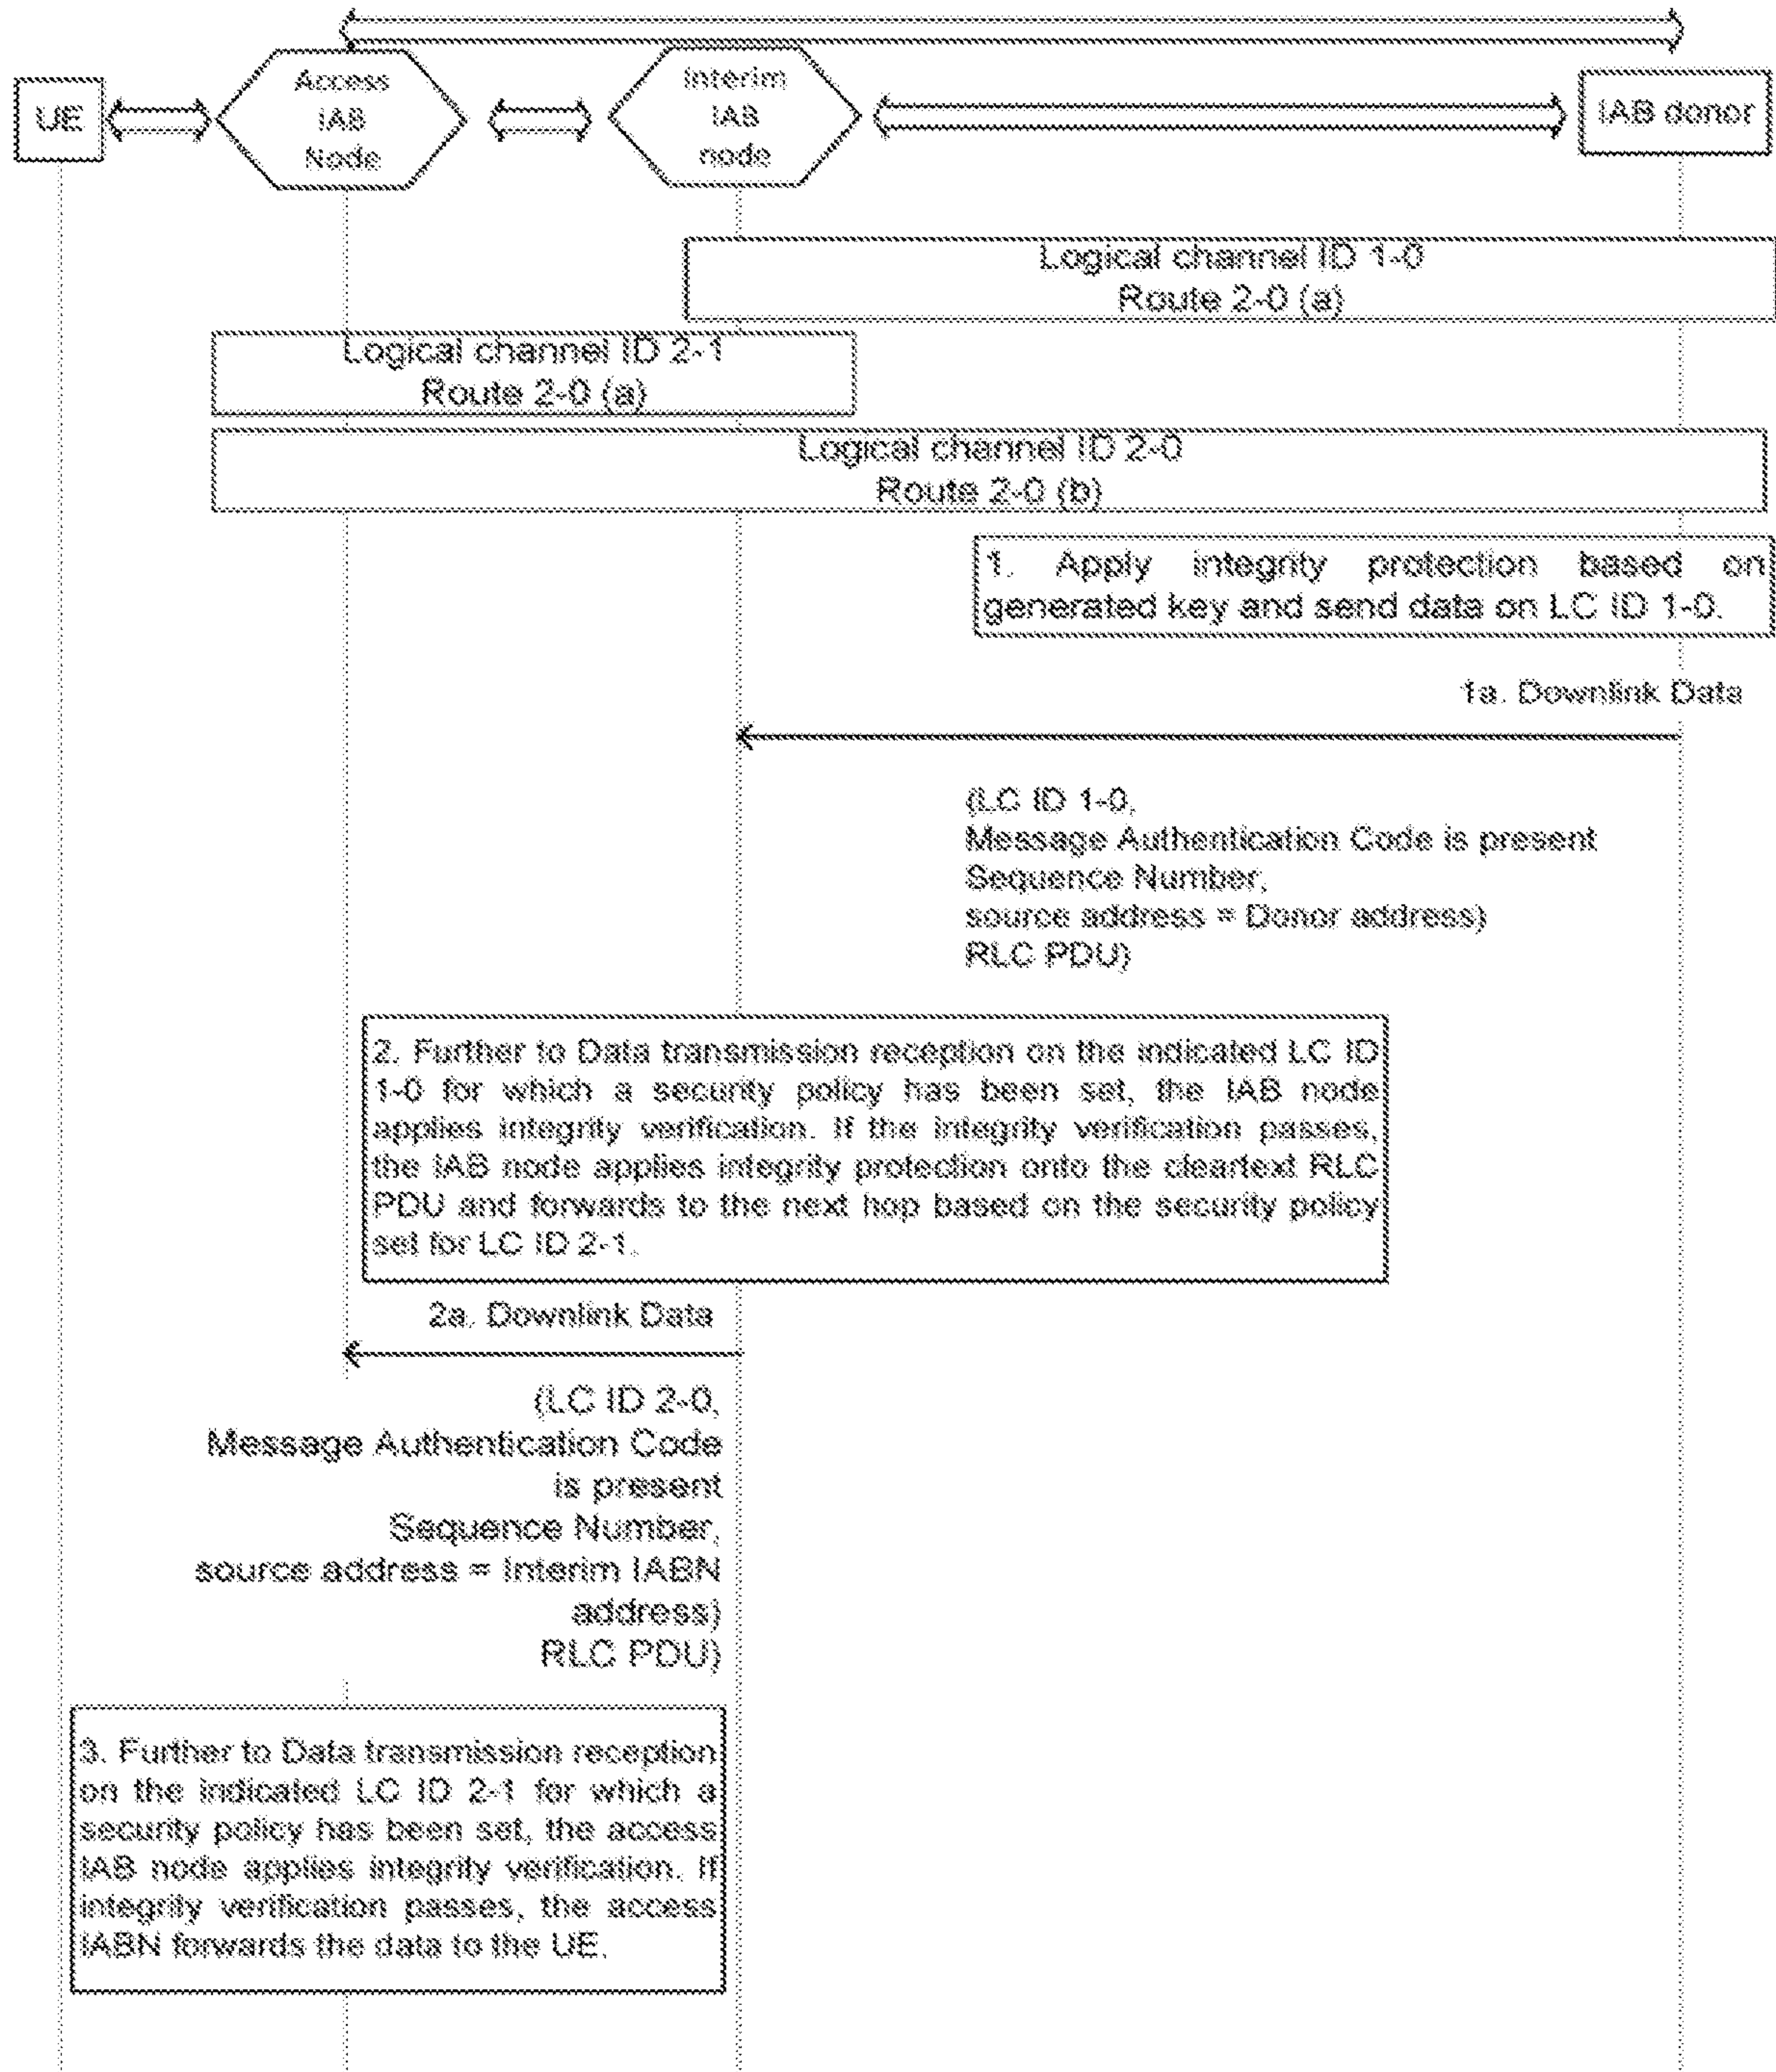 UE
Access
IAB
Node
Interim
IAB
node
IAB donor
Logical channel ID 1-0
Route 2-0 (a)
Logical channel ID 2-1
Route 2-0 (a)
Logical channel ID 2-0
Route 2-0 (b)
1. Apply integrity protection based on
generated key and send data on LC ID 1-0.
1a. Downlink Data
(LC ID 1-0,
Message Authentication Code is present
Sequence Number,
source address = Donor address)
RLC PDU)
2. Further to Data transmission reception on the indicated LC ID
1-0 for which a security policy has been set, the IAB node
applies integrity verification. If the integrity verification passes,
the IAB node applies integrity protection onto the cleartext RLC
PDU and forwards to the next hop based on the security policy
set for LC ID 2-1.
2a. Downlink Data
(LC ID 2-0,
Message Authentication Code
is present
Sequence Number,
source address = Interim IABN
address)
RLC PDU)
3. Further to Data transmission reception
on the indicated LC ID 2-1 for which a
security policy has been set, the access
IAB node applies integrity verification. If
integrity verification passes, the access
IABN forwards the data to the UE.